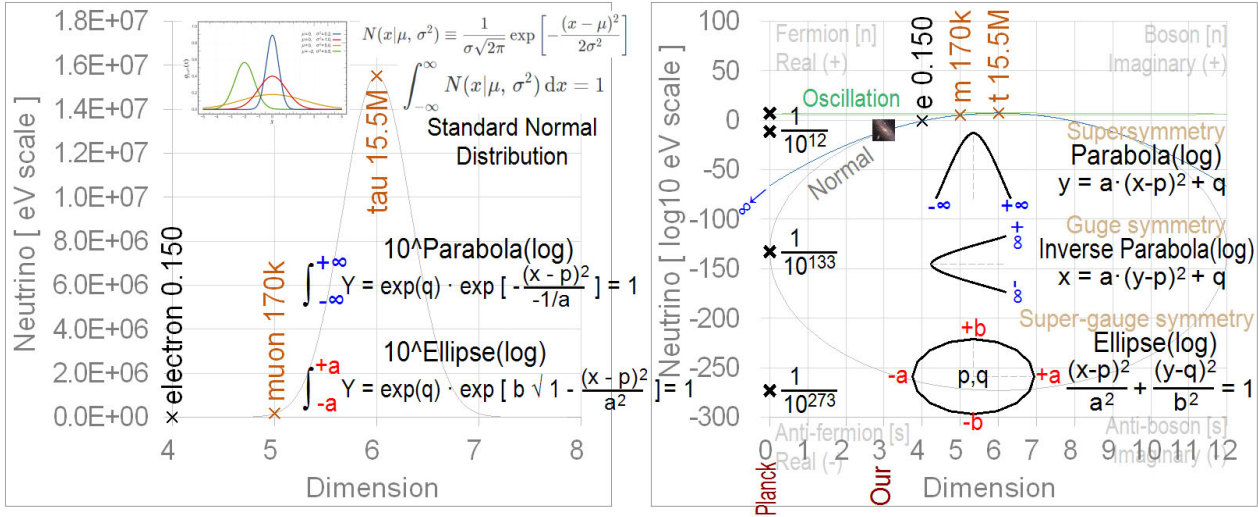 Neutrino [ eV scale ]
1.8E+07
1.6E+07
1.4E+07
1.2E+07
1.0E+07
8.0E+06
6.0E+06
4.0E+06
2.0E+06
0.0E+00
4
5
6
7
8
Dimension
N(x|μ, σ²) ≡ 1/(σ√2π) exp[-(x − μ)²/2σ²]
∫−∞^∞ N(x|μ, σ²) dx = 1
Standard Normal
Distribution
×electron 0.150
×muon 170k
tau 15.5M
10^Parabola(log)
∫-∞^+∞ Y = exp(q) · exp [ -(x - p)²/-1/a ] = 1
10^Ellipse(log)
∫-a^+a Y = exp(q) · exp [ b √ 1 - (x - p)²/a² ] = 1
Neutrino [ log10 eV scale ]
100
50
0
-50
-100
-150
-200
-250
-300
Fermion [n]
Real (+)
Boson [n]
Imaginary (+)
Oscillation
Normal
e 0.150
m 170k
t 15.5M
∞←
1/10¹²
1/10¹³³
1/10²⁷³
Supersymmetry
Parabola(log)
y = a·(x-p)² + q
-∞
+∞
Guge symmetry
Inverse Parabola(log)
x = a·(y-p)² + q
+∞
-∞
Super-gauge symmetry
Ellipse(log)
(x-p)²/a² + (y-q)²/b² = 1
+b
-a
p,q
+a
-b
Anti-fermion [s]
Real (-)
Anti-boson [s]
Imaginary (-)
0 1 2 3 4 5 6 7 8 9 10 11 12
Planck
Our
Dimension